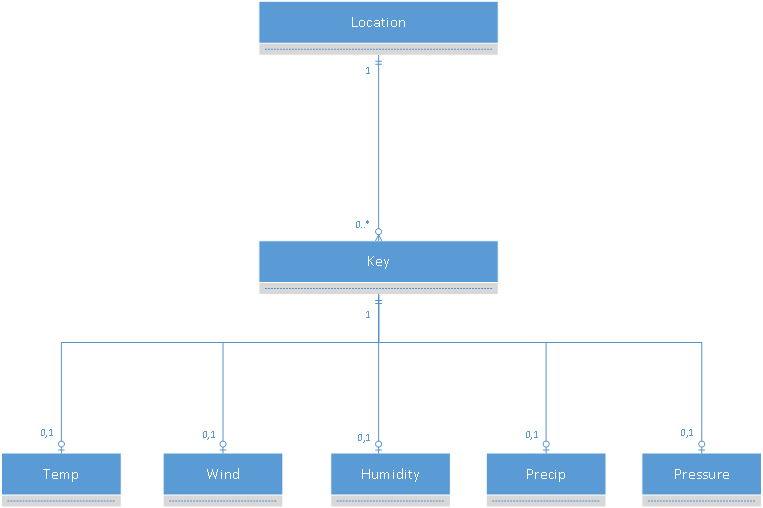 Location
1
0..*
Key
1
0,1
0,1
0,1
0,1
0,1
Temp
Wind
Humidity
Precip
Pressure